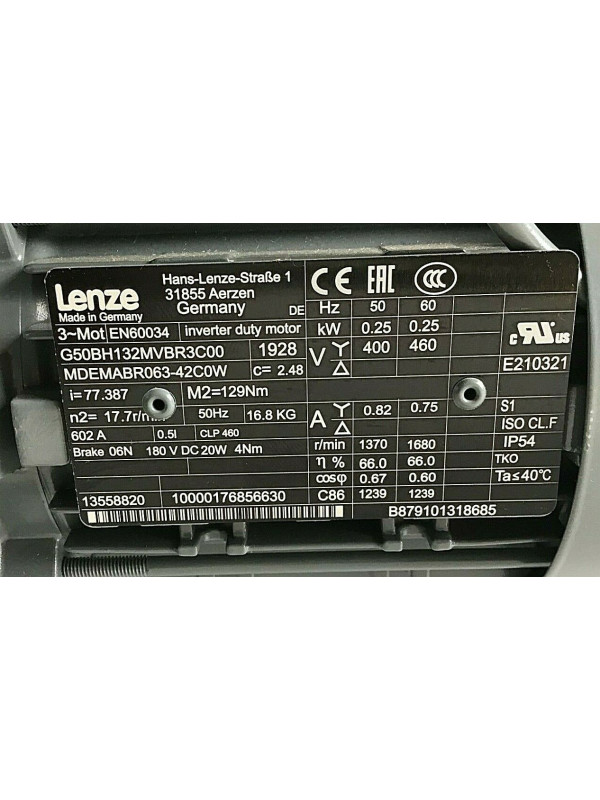 Lenze
Made in Germany
Hans-Lenze-Straße 1
31855 Aerzen
Germany
DE
CE EAC CCC
3~Mot EN60034 inverter duty motor
G50BH132MVBR3C00 1928
MDEMABR063-42C0W C= 2.48
i=77.387 M2=129Nm
n2= 17.7r/min 50Hz 16.8 KG
602 A 0.5l CLP 460
Brake 06N 180 V DC 20W 4Nm
13558820 10000176856630
Hz 50 60
kW 0.25 0.25
V Y △ 400 460
A Y △ 0.82 0.75
r/min 1370 1680
η % 66.0 66.0
cosφ 0.67 0.60
C86 1239 1239
c RU us
E210321
S1
ISO CL.F
IP54
TKO
Ta≤40°C
B879101318685